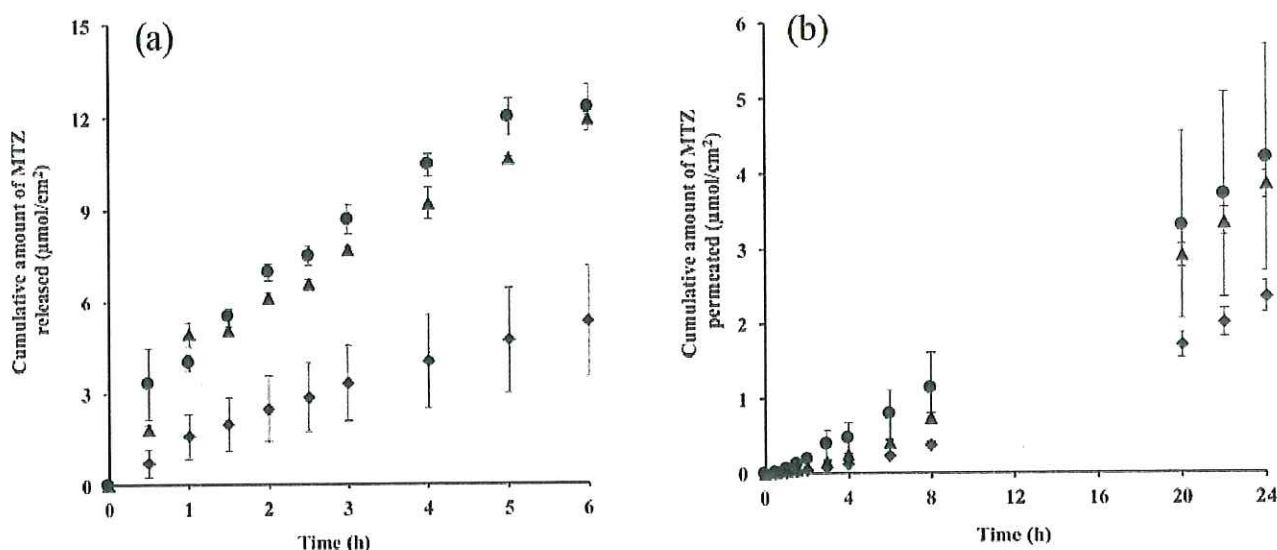 (a)
15
12
9
6
3
0
0 1 2 3 4 5 6
Cumulative amount of MTZ
released (µmol/cm²)
Time (h)
(b)
6
5
4
3
2
1
0
0 4 8 12 16 20 24
Cumulative amount of MTZ
permeated (µmol/cm²)
Time (h)